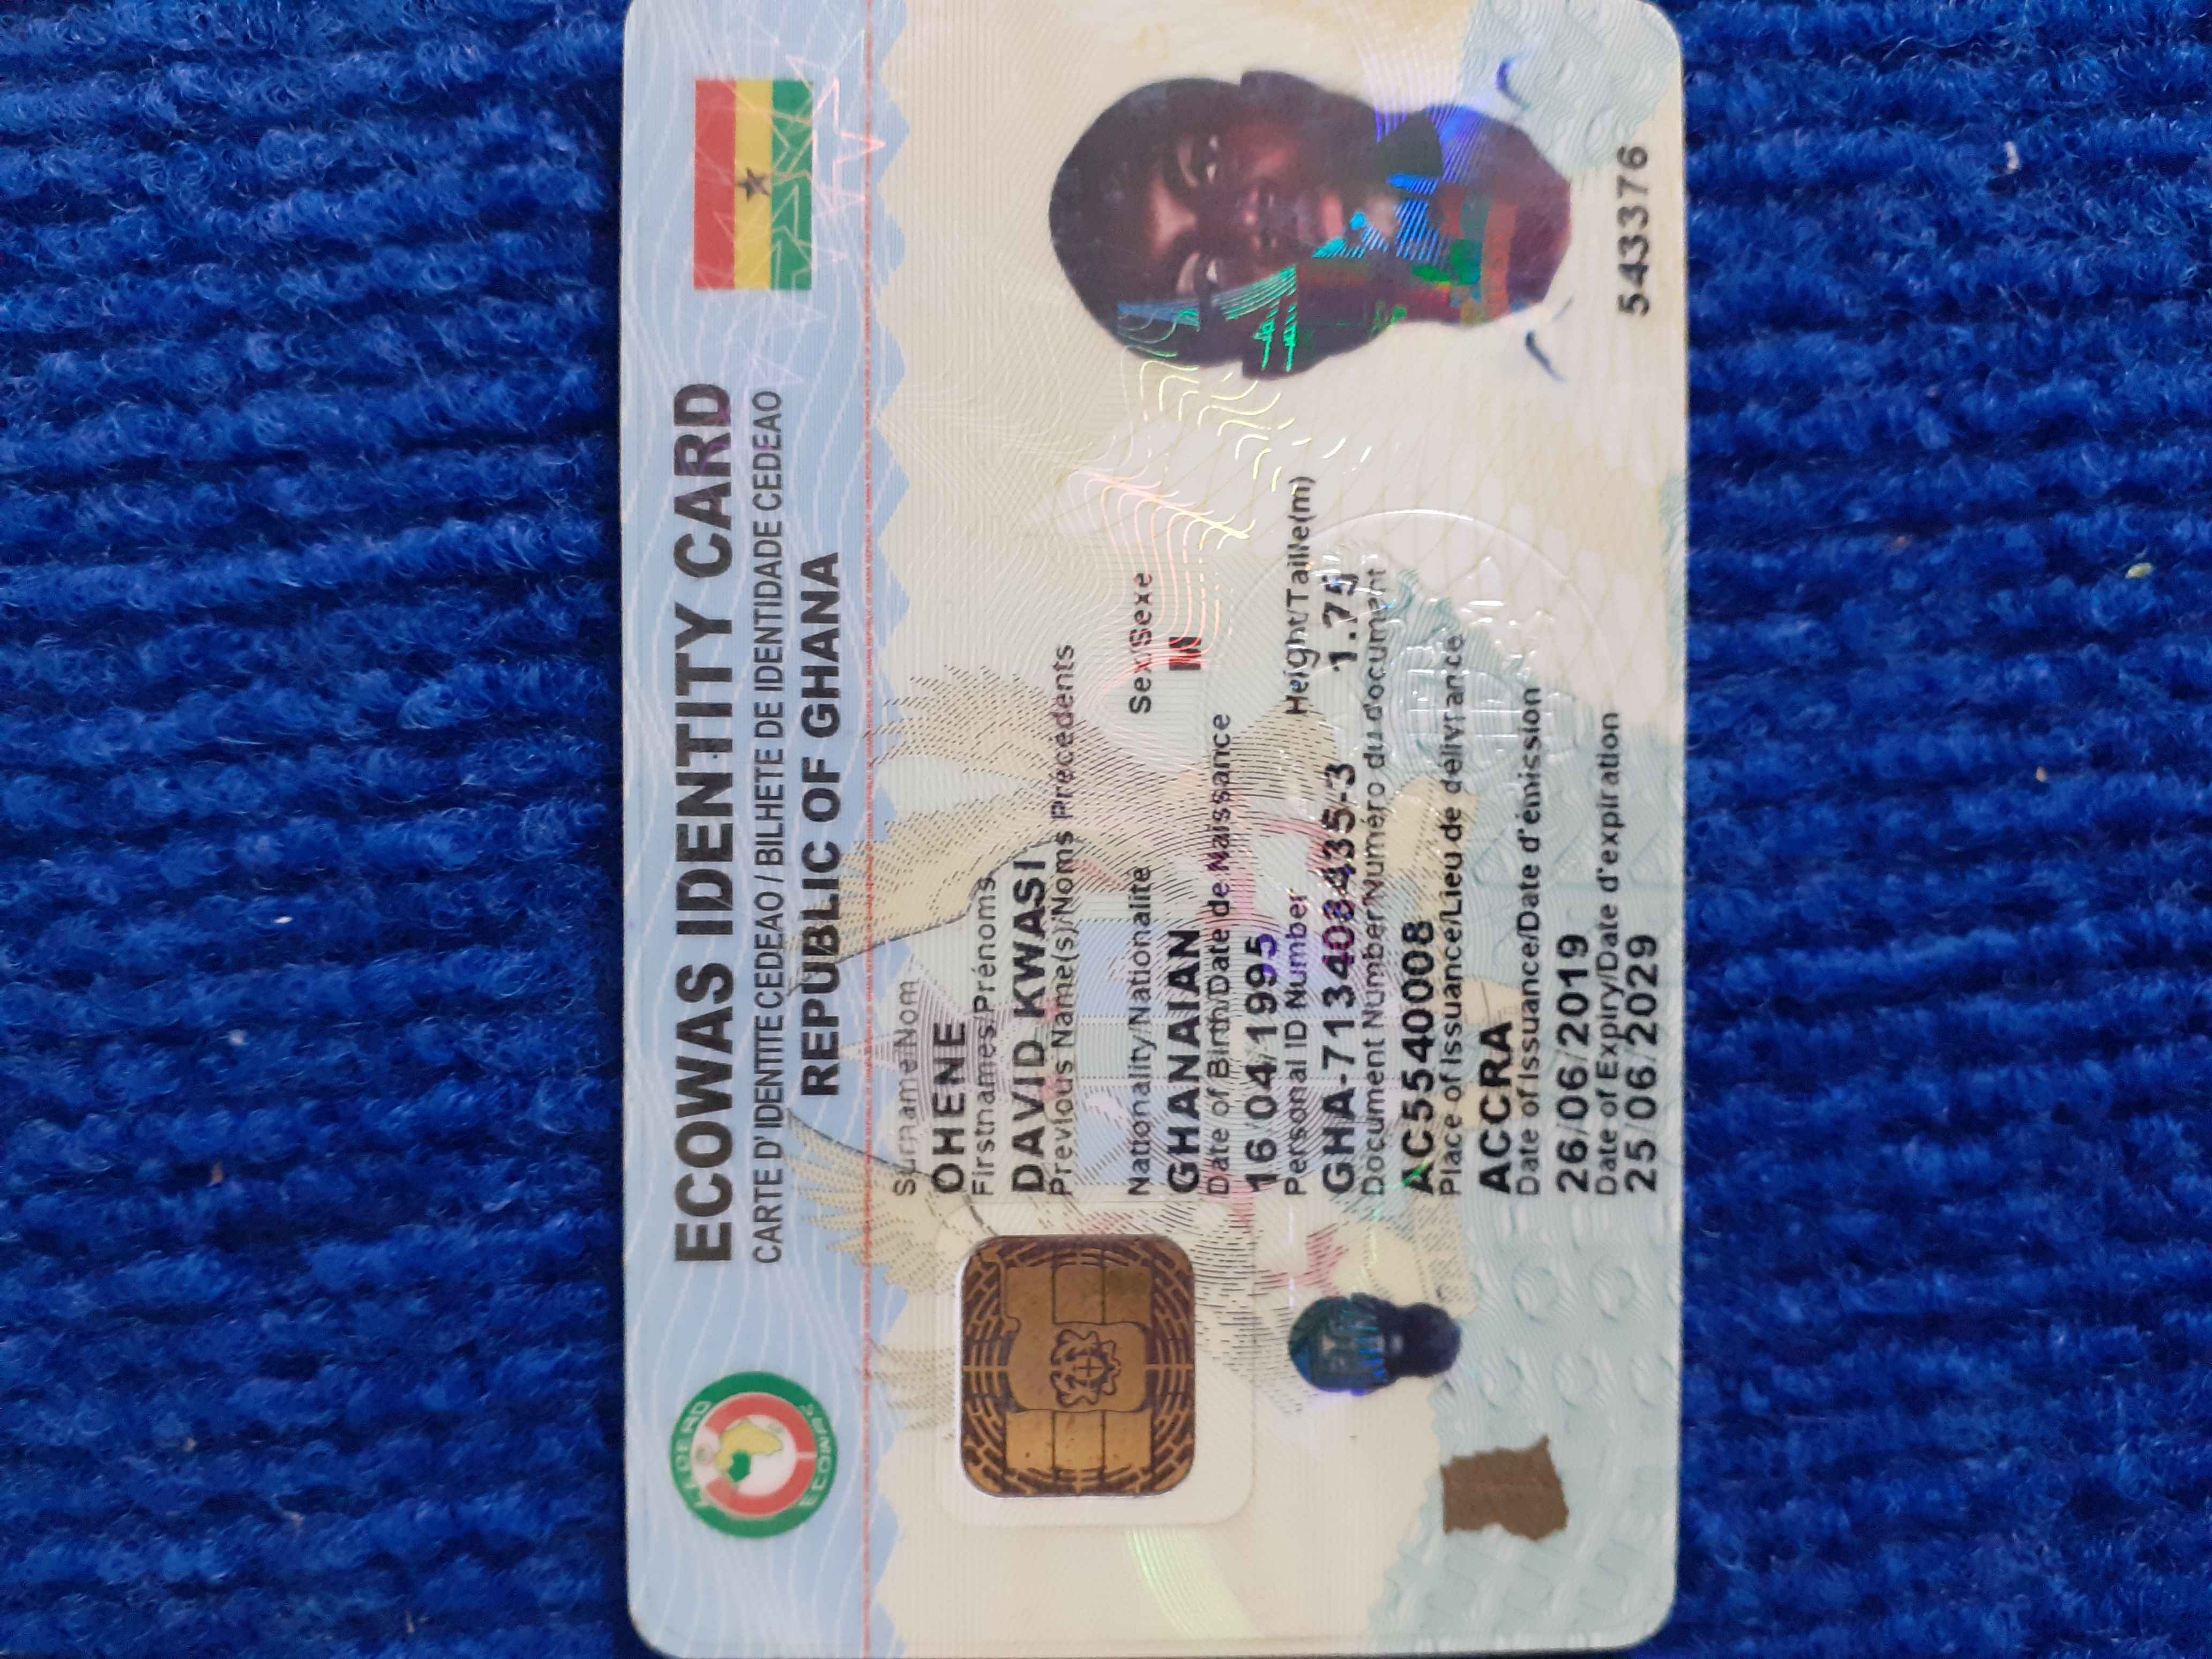 ECOWAS IDENTITY CARD
CARTE D'IDENTITE CEDEAO / BILHETE DE IDENTIDADE CEDEAO
REPUBLIC OF GHANA
Surname/Nom
OHENE
Firstnames/Prénoms
DAVID KWASI
Previous Name(s)/Noms Précédents
Nationality/Nationalité Sex/Sexe
GHANAIAN
Date of Birth/Date de Naissance
16/04/1995
Personal ID Number Height/Taille(m)
GHA-713408435-3 1.75
Document Number/Numéro du document
AC5540008
Place of Issuance/Lieu de délivrance
ACCRA
Date of Issuance/Date d'émission
26/06/2019
Date of Expiry/Date d'expiration
25/06/2029
543376